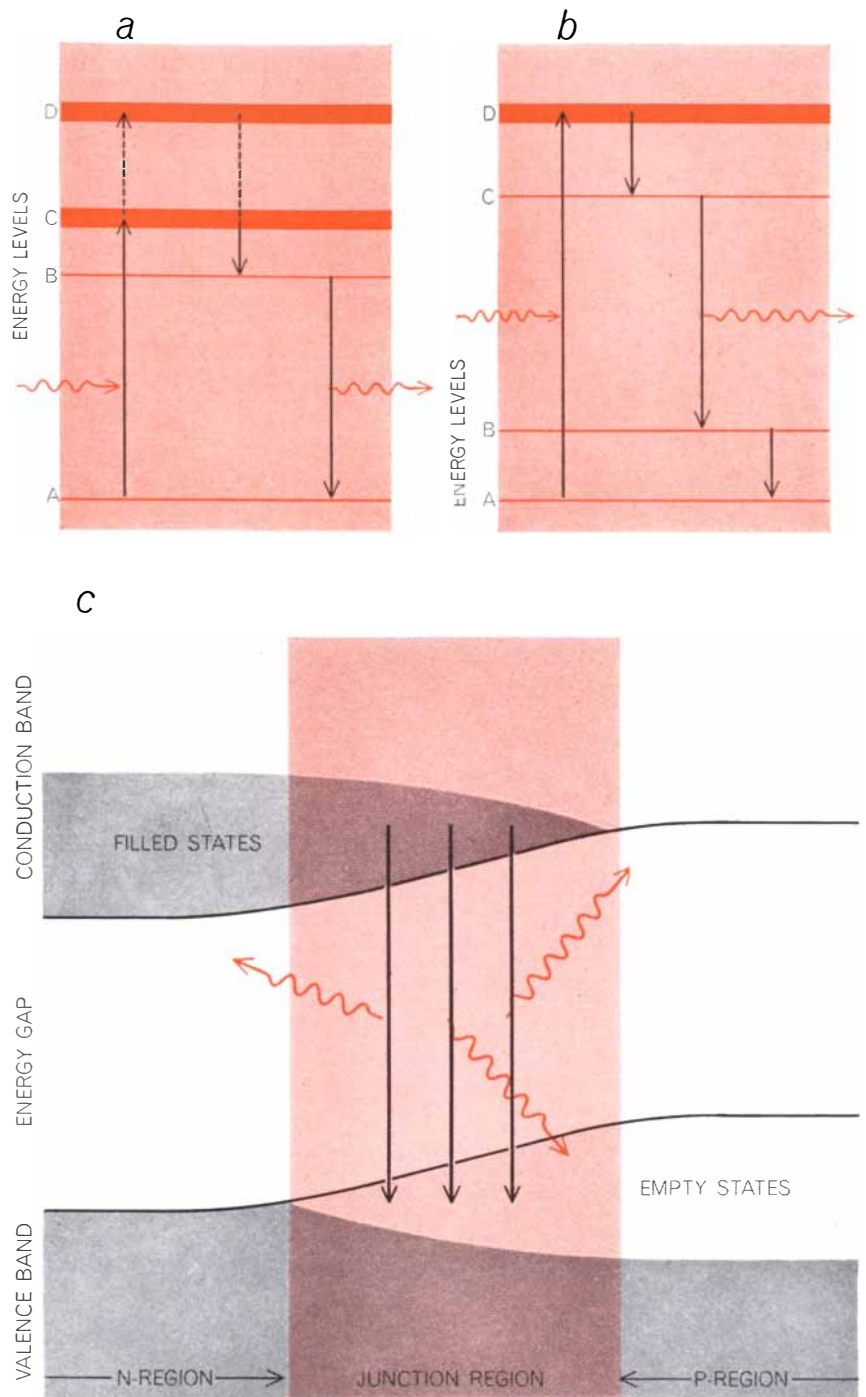 a
ENERGY LEVELS
D
C
B
A
b
ENERGY LEVELS
D
C
B
A
c
CONDUCTION BAND
FILLED STATES
ENERGY GAP
EMPTY STATES
VALENCE BAND
N-REGION
JUNCTION REGION
P-REGION